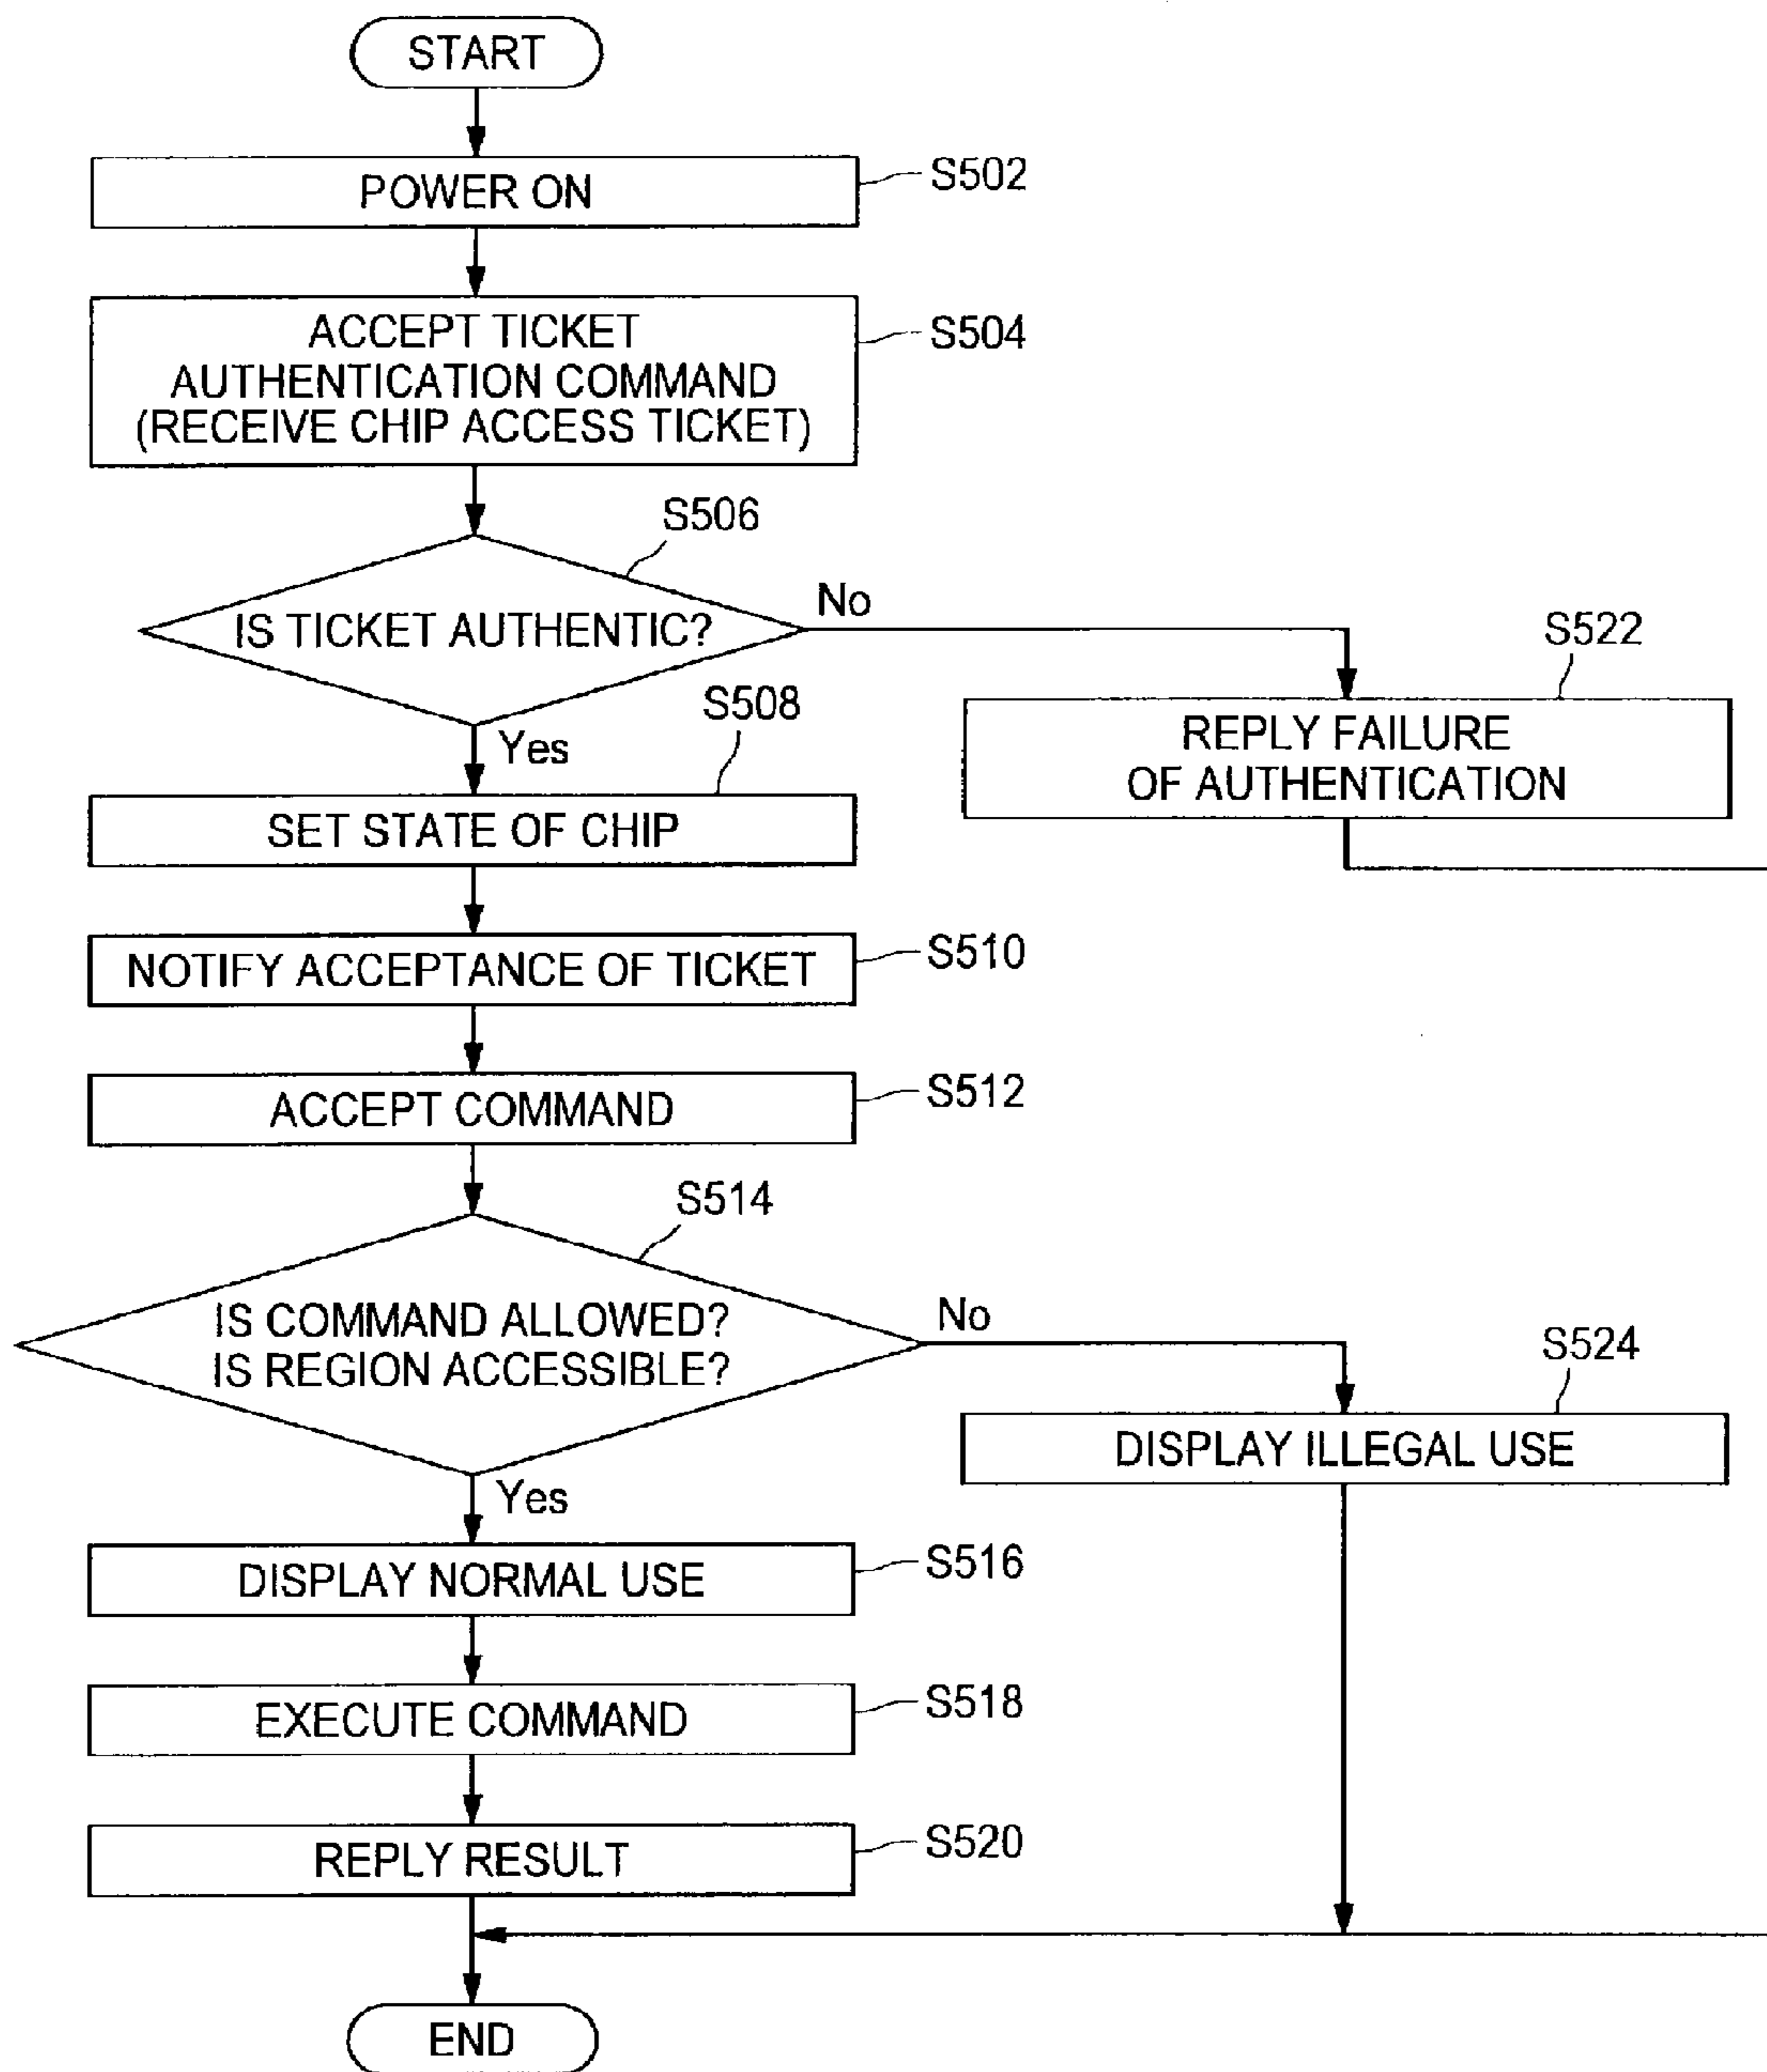 START
POWER ON
S502
ACCEPT TICKET
AUTHENTICATION COMMAND
(RECEIVE CHIP ACCESS TICKET)
S504
S506
IS TICKET AUTHENTIC?
No
Yes
S522
REPLY FAILURE
OF AUTHENTICATION
S508
SET STATE OF CHIP
NOTIFY ACCEPTANCE OF TICKET
S510
ACCEPT COMMAND
S512
S514
IS COMMAND ALLOWED?
IS REGION ACCESSIBLE?
No
Yes
S524
DISPLAY ILLEGAL USE
DISPLAY NORMAL USE
S516
EXECUTE COMMAND
S518
REPLY RESULT
S520
END